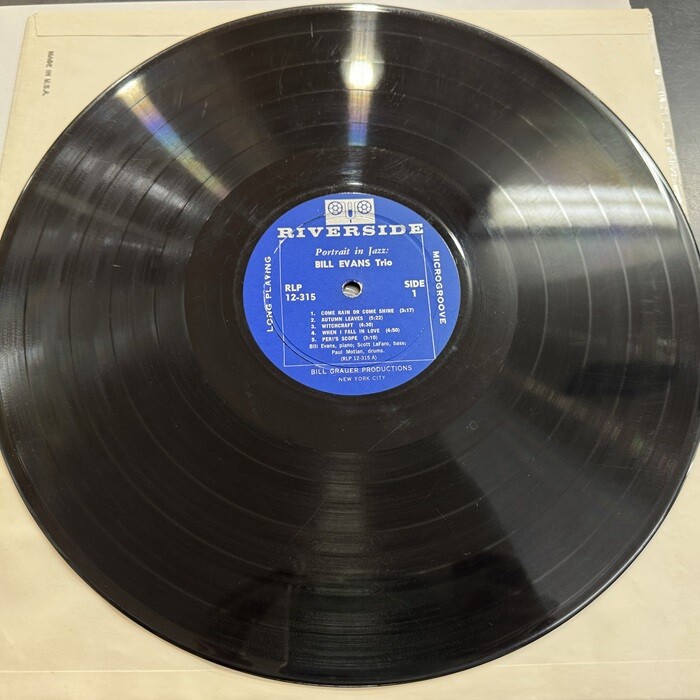 MADE IN U.S.A.
RIVERSIDE
Portrait in Jazz:
BILL EVANS Trio
LONG PLAYING
MICROGROOVE
RLP
12-315
SIDE
1
1. COME RAIN OR COME SHINE (3:17)
2. AUTUMN LEAVES (5:22)
3. WITCHCRAFT (4:30)
4. WHEN I FALL IN LOVE (4:50)
5. PERI'S SCOPE (3:10)
Bill Evans, piano; Scott LaFaro, bass;
Paul Motian, drums.
(RLP 12-315 A)
BILL GRAUER PRODUCTIONS
NEW YORK CITY